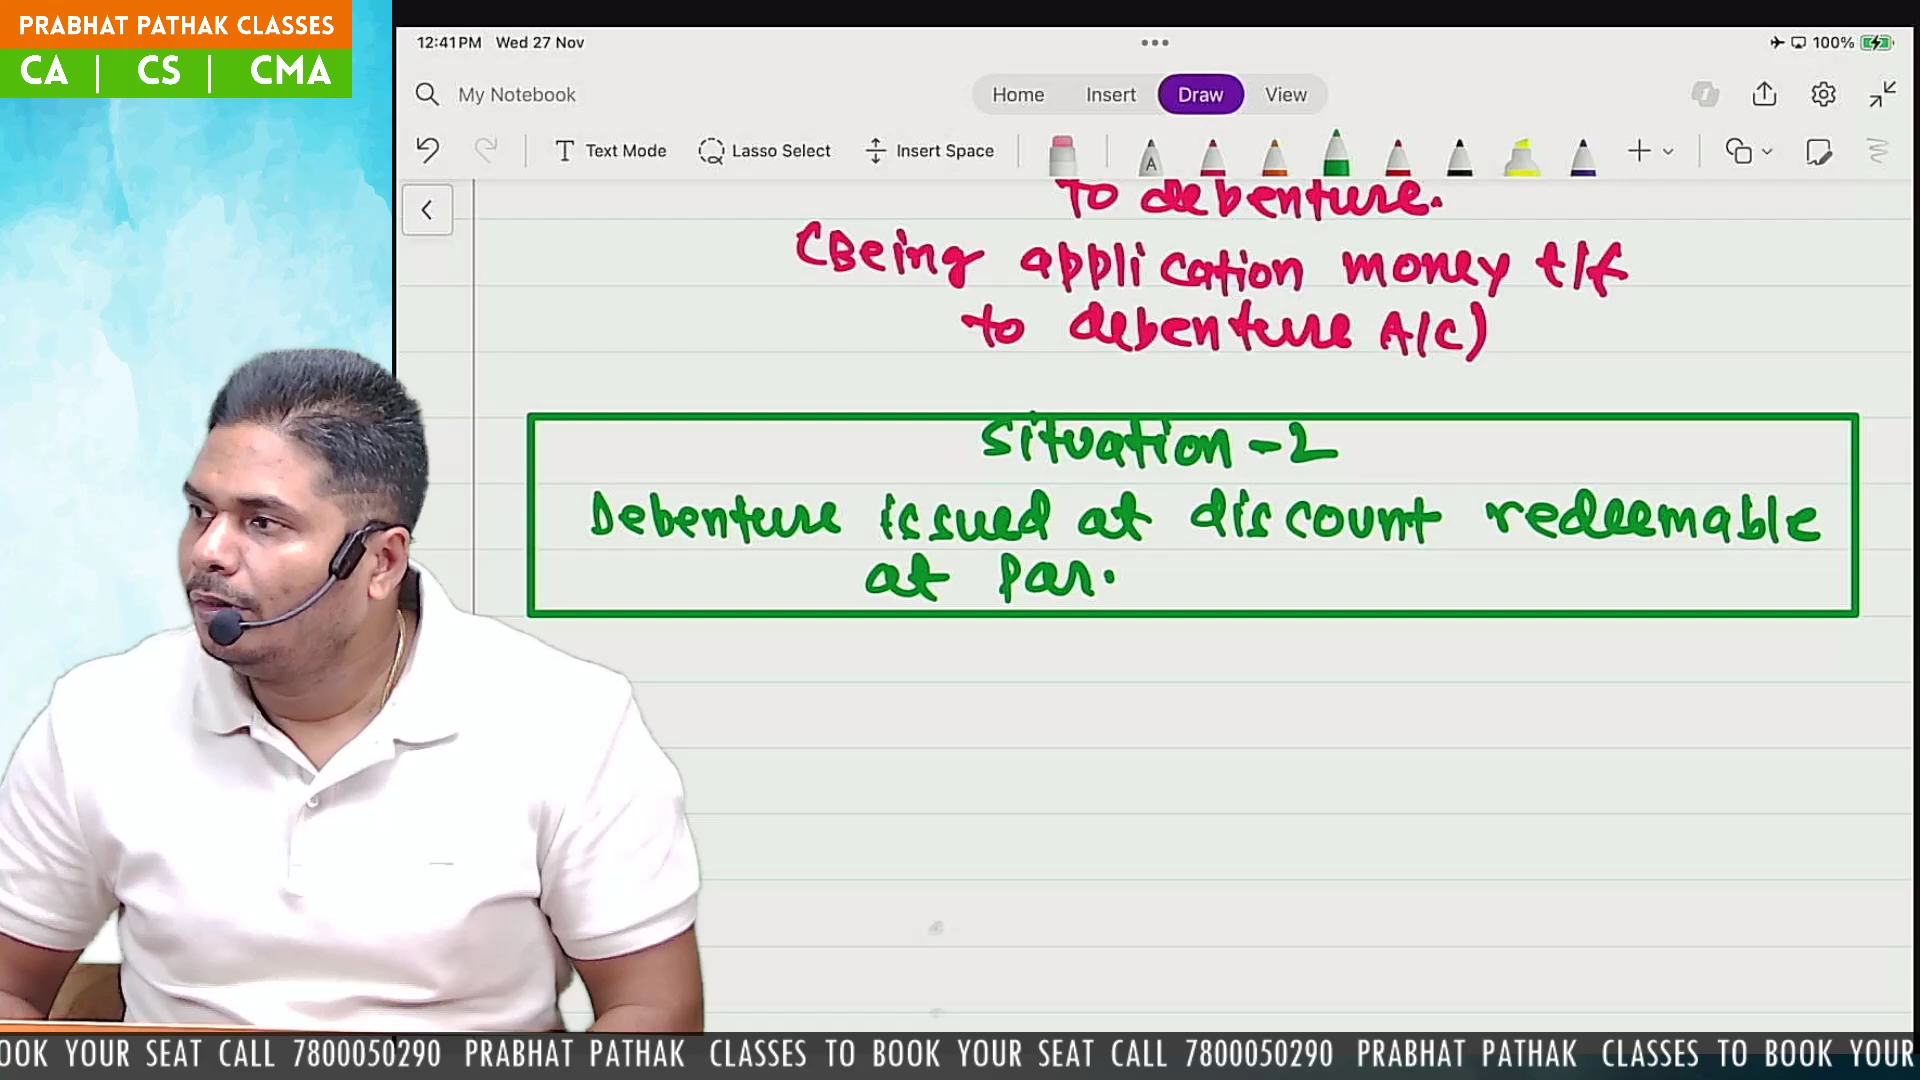 PRABHAT PATHAK CLASSES
CA | CS | CMA
12:41 PM Wed 27 Nov
100%
My Notebook
Home Insert Draw View
Text Mode Lasso Select Insert Space
A
To debenture.
(Being application money t/f
to debenture A/c)
Situation - 2
Debenture issued at discount redeemable
at par.
OOK YOUR SEAT CALL 7800050290 PRABHAT PATHAK CLASSES TO BOOK YOUR SEAT CALL 7800050290 PRABHAT PATHAK CLASSES TO BOOK YOUR